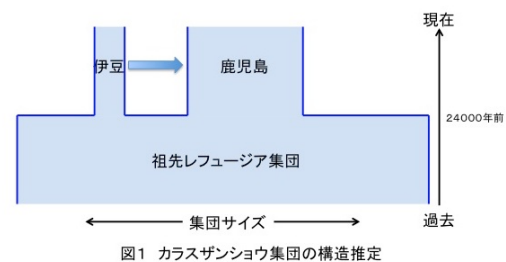 現在
伊豆
鹿児島
24000年前
祖先レフュージア集団
集団サイズ
過去
図1 カラスザンショウ集団の構造推定